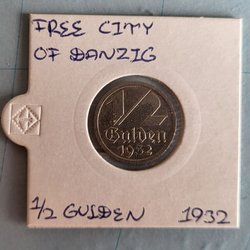 FREE CITY
OF DANZIG
1/2
Gulden
1932
1/2 GULDEN 1932